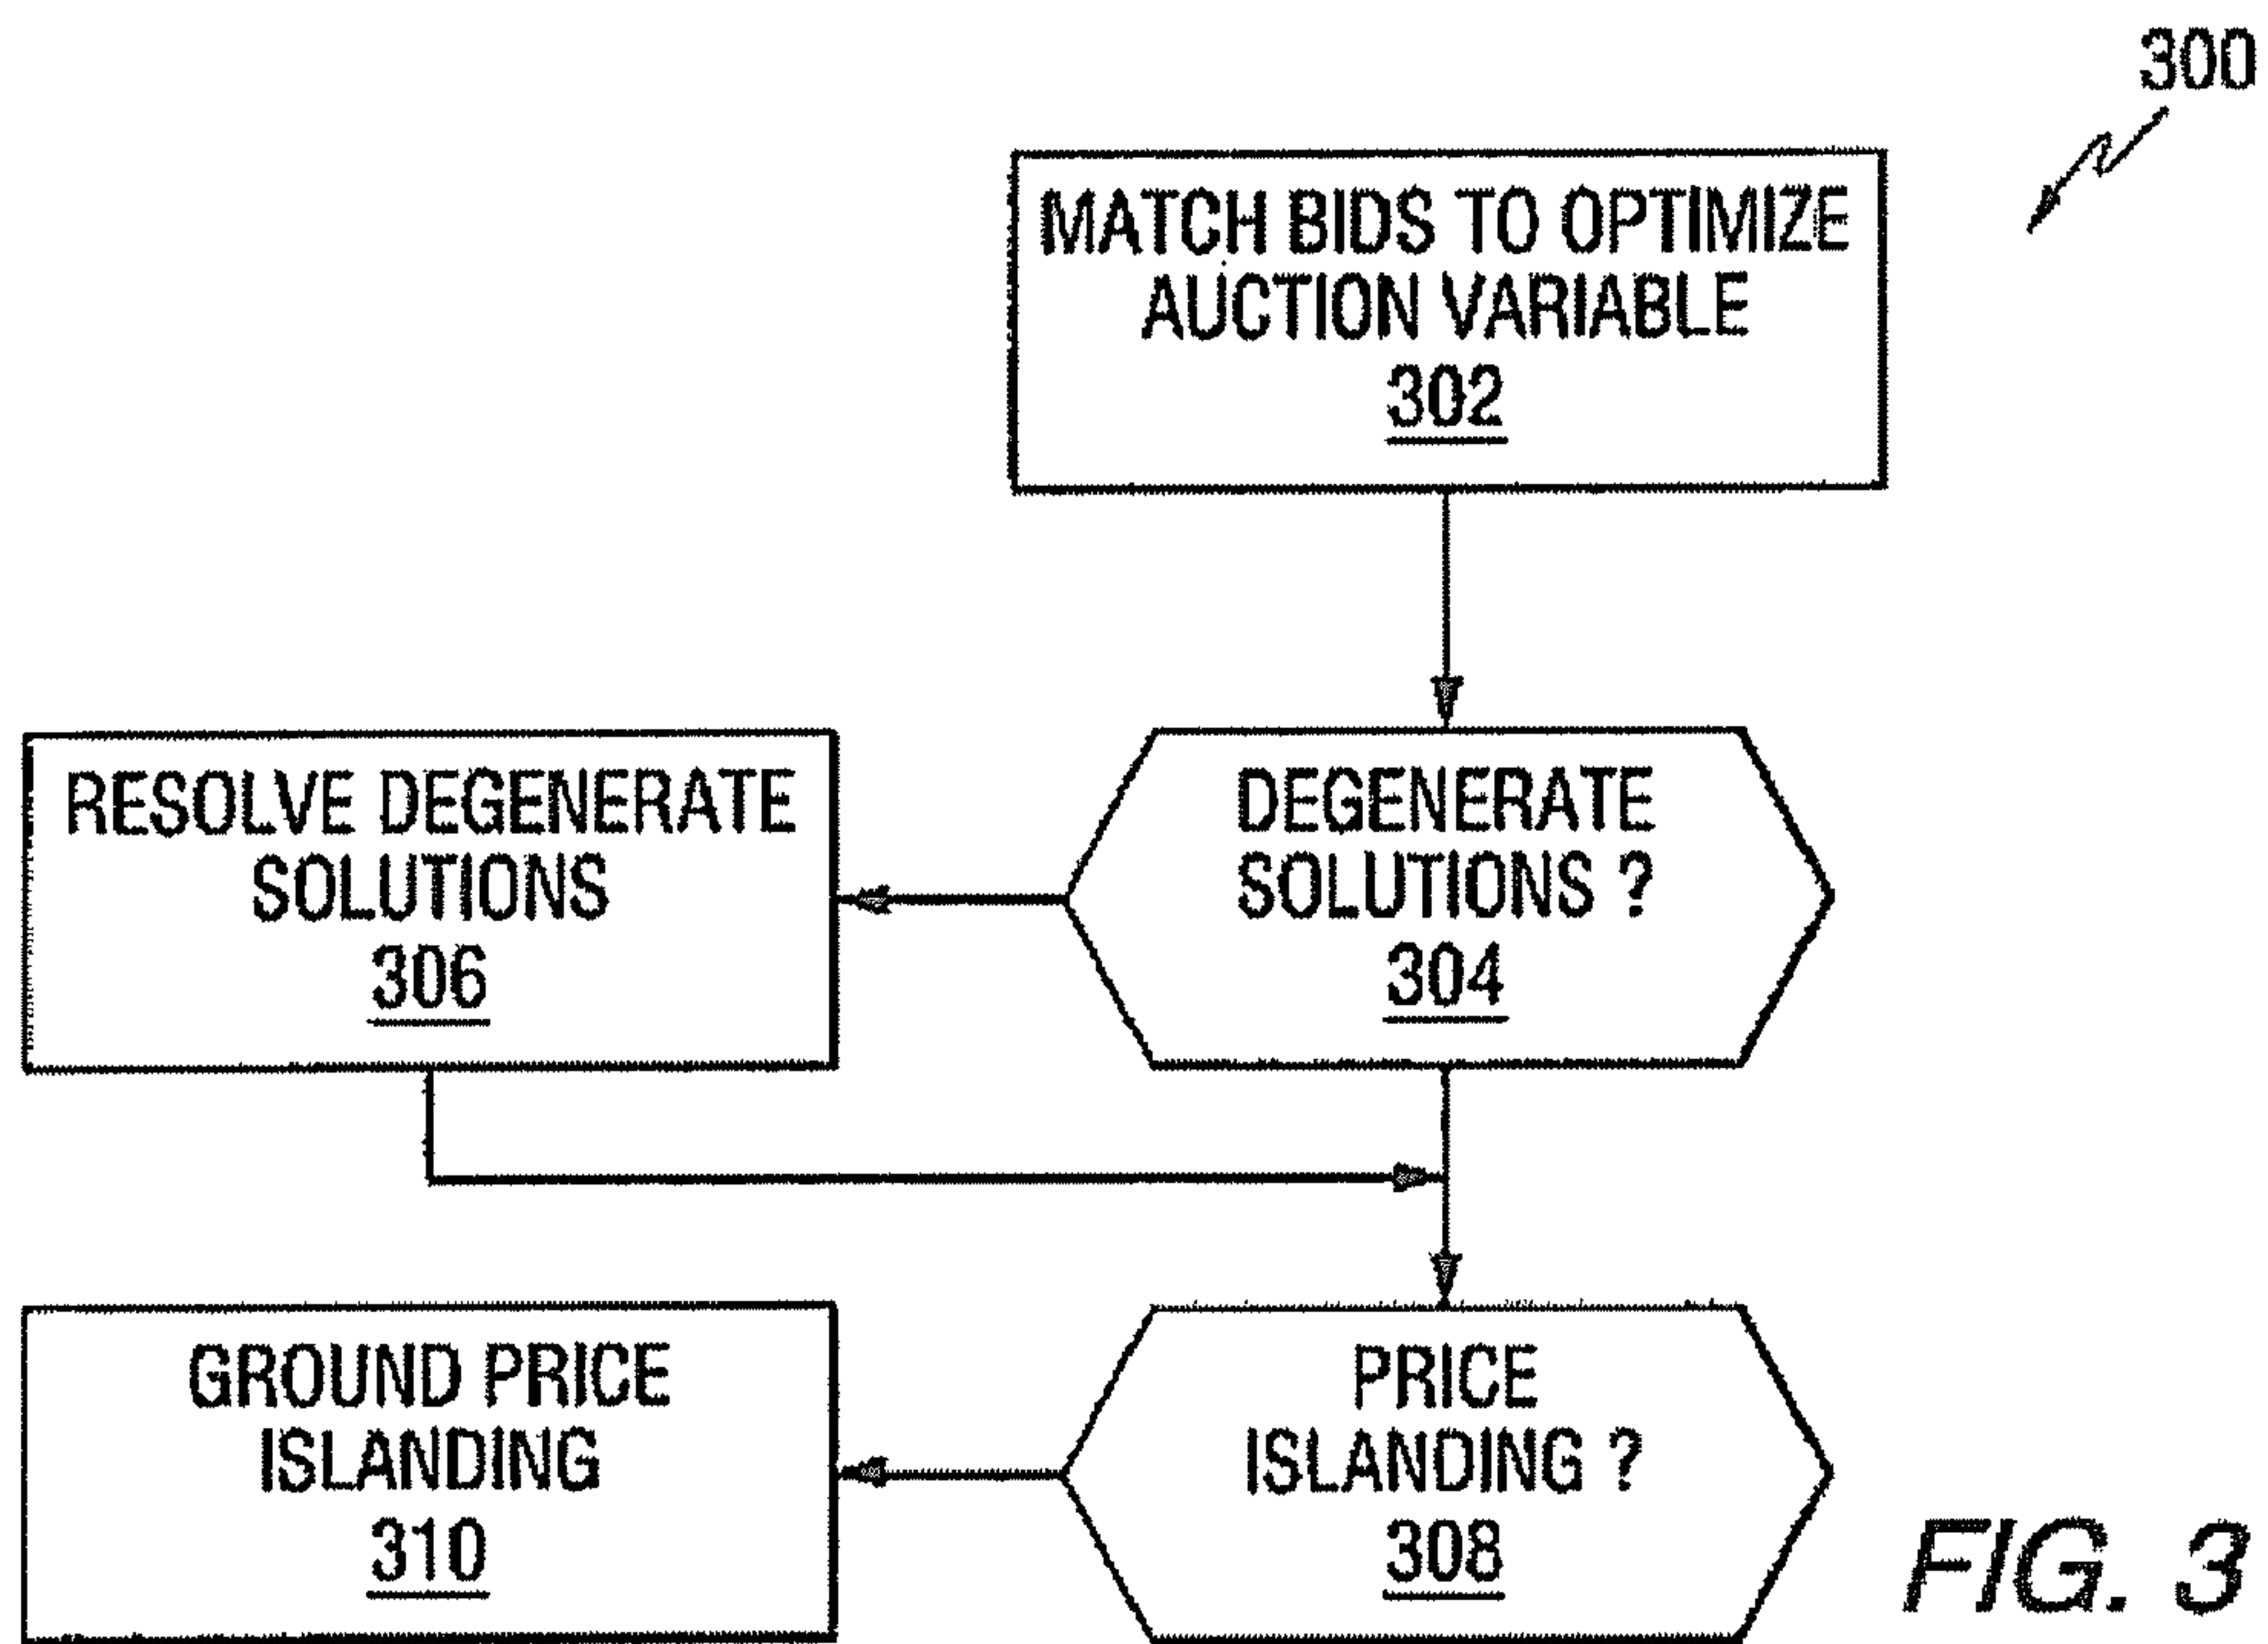 300
MATCH BIDS TO OPTIMIZE
AUCTION VARIABLE
302
DEGENERATE
SOLUTIONS ?
304
RESOLVE DEGENERATE
SOLUTIONS
306
PRICE
ISLANDING ?
308
GROUND PRICE
ISLANDING
310
FIG. 3